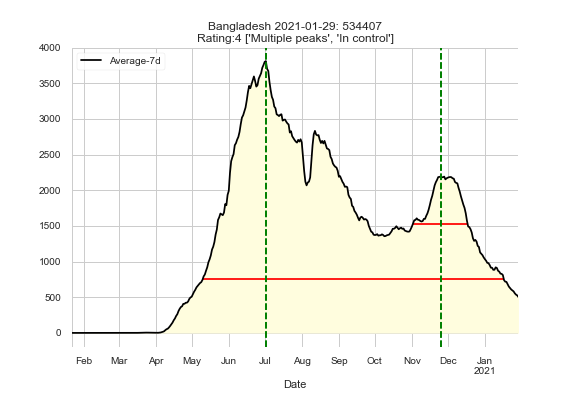 Bangladesh 2021-01-29: 534407
Rating:4 ['Multiple peaks', 'In control']
Average-7d
4000
3500
3000
2500
2000
1500
1000
500
0
Feb Mar Apr May Jun Jul Aug Sep Oct Nov Dec Jan
2021
Date